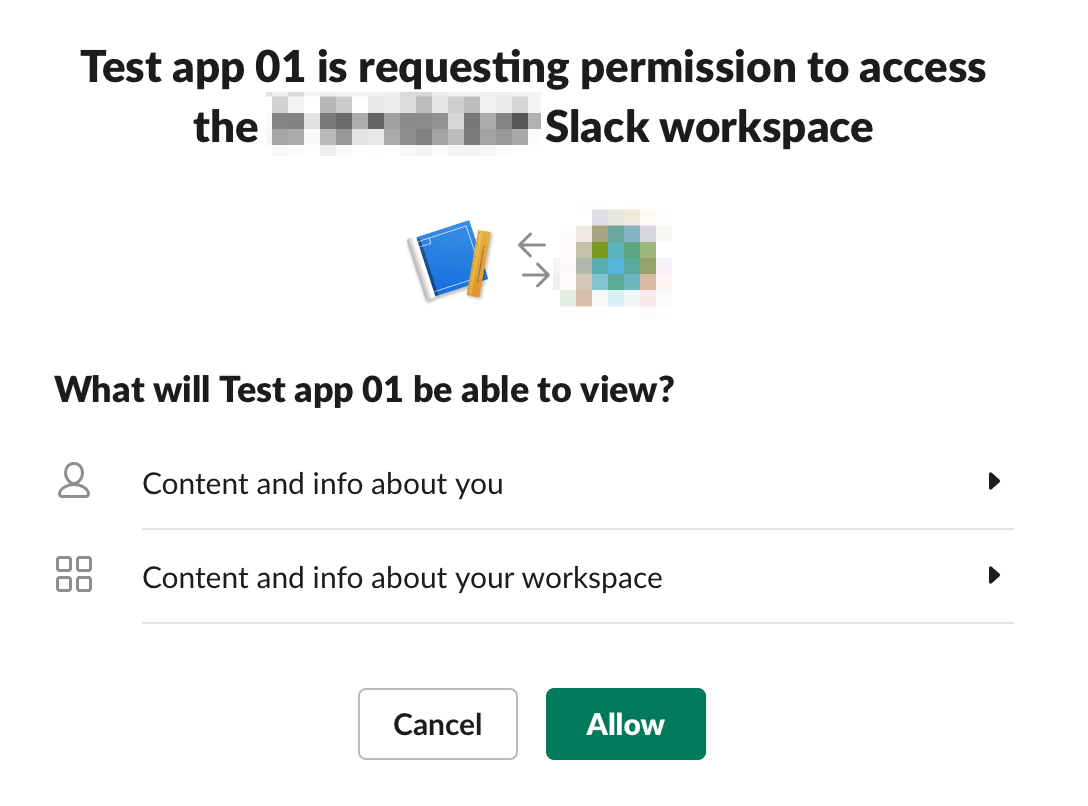 Test app 01 is requesting permission to access
the Slack workspace
What will Test app 01 be able to view?
Content and info about you
Content and info about your workspace
Cancel
Allow